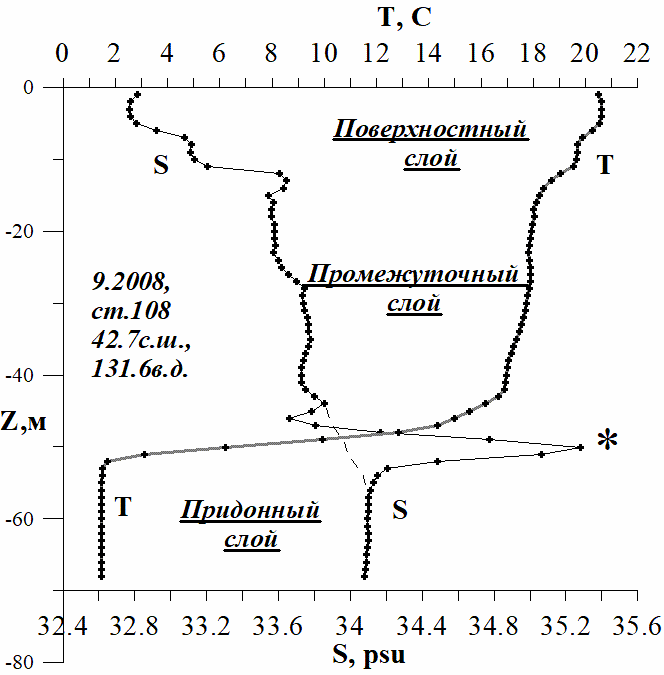 T, C
0 2 4 6 8 10 12 14 16 18 20 22
0
Поверхностный
слой
S
T
-20
Промежуточный
слой
9.2008,
ст.108
42.7с.ш.,
131.6в.д.
-40
Z,м
*
T
Придонный
слой
S
-60
32.4 32.8 33.2 33.6 34 34.4 34.8 35.2 35.6
S, psu
-80